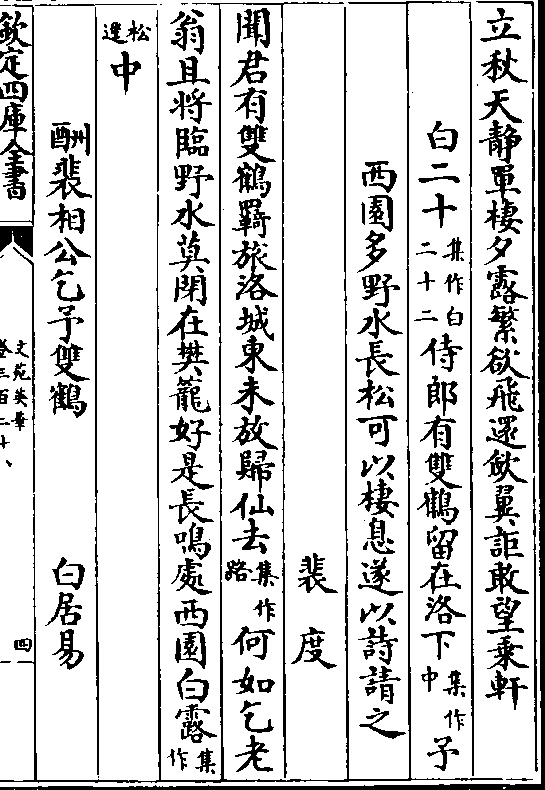 立秋天靜單棲夕露繁欲飛還斂翼詎敢望乘軒
白二十集作白二十二侍郎有雙鶴留在洛下集作中予
西園多野水長松可以棲息遂以詩請之
裴度
聞君有雙鶴羇旅洛城東未放歸仙去集作路何如乞老
翁且將臨野水莫閉在樊籠好是長鳴處西園白露集作
松邊中
酬裴相公乞予雙鶴 白居易
欽定四庫全書
文苑英華
卷三百二十八
四